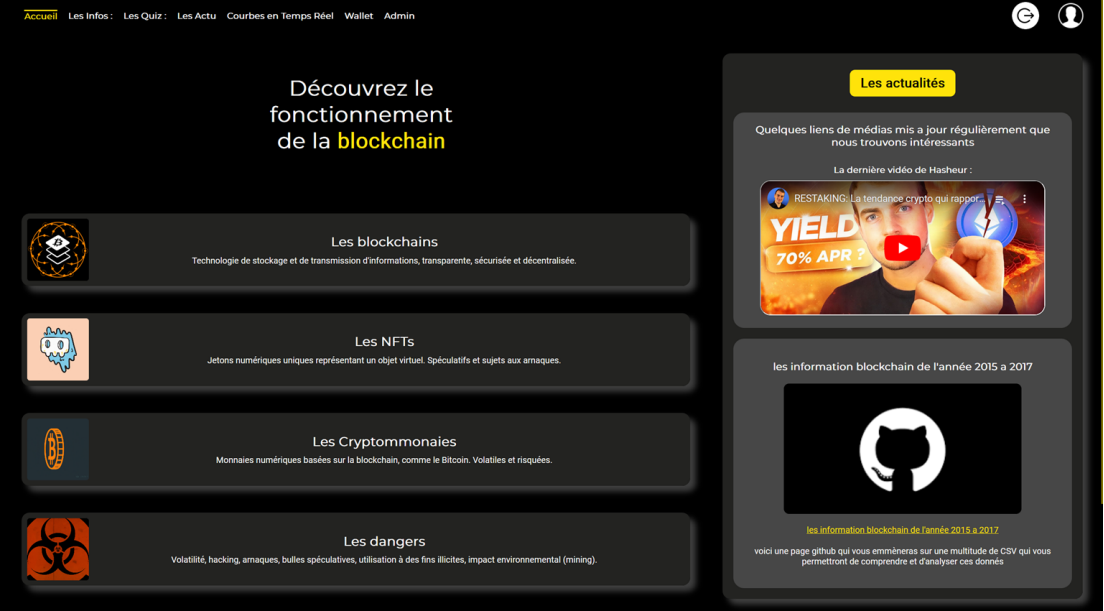 Accueil Les Infos : Les Quiz : Les Actu Courbes en Temps Réel Wallet Admin
Découvrez le
fonctionnement
de la blockchain
Les blockchains
Technologie de stockage et de transmission d'informations, transparente, sécurisée et décentralisée.
Les NFTs
Jetons numériques uniques représentant un objet virtuel. Spéculatifs et sujets aux arnaques.
Les Cryptommonaies
Monnaies numériques basées sur la blockchain, comme le Bitcoin. Volatiles et risquées.
Les dangers
Volatilité, hacking, arnaques, bulles spéculatives, utilisation à des fins illicites, impact environnemental (mining).
Les actualités
Quelques liens de médias mis a jour régulièrement que
nous trouvons intéressants
La dernière vidéo de Hasheur :
RESTAKING: La tendance crypto qui rappor...
YIELD
70% APR ?
les information blockchain de l'année 2015 a 2017
les information blockchain de l'année 2015 a 2017
voici une page github qui vous emmèneras sur une multitude de CSV qui vous
permettront de comprendre et d'analyser ces donnés